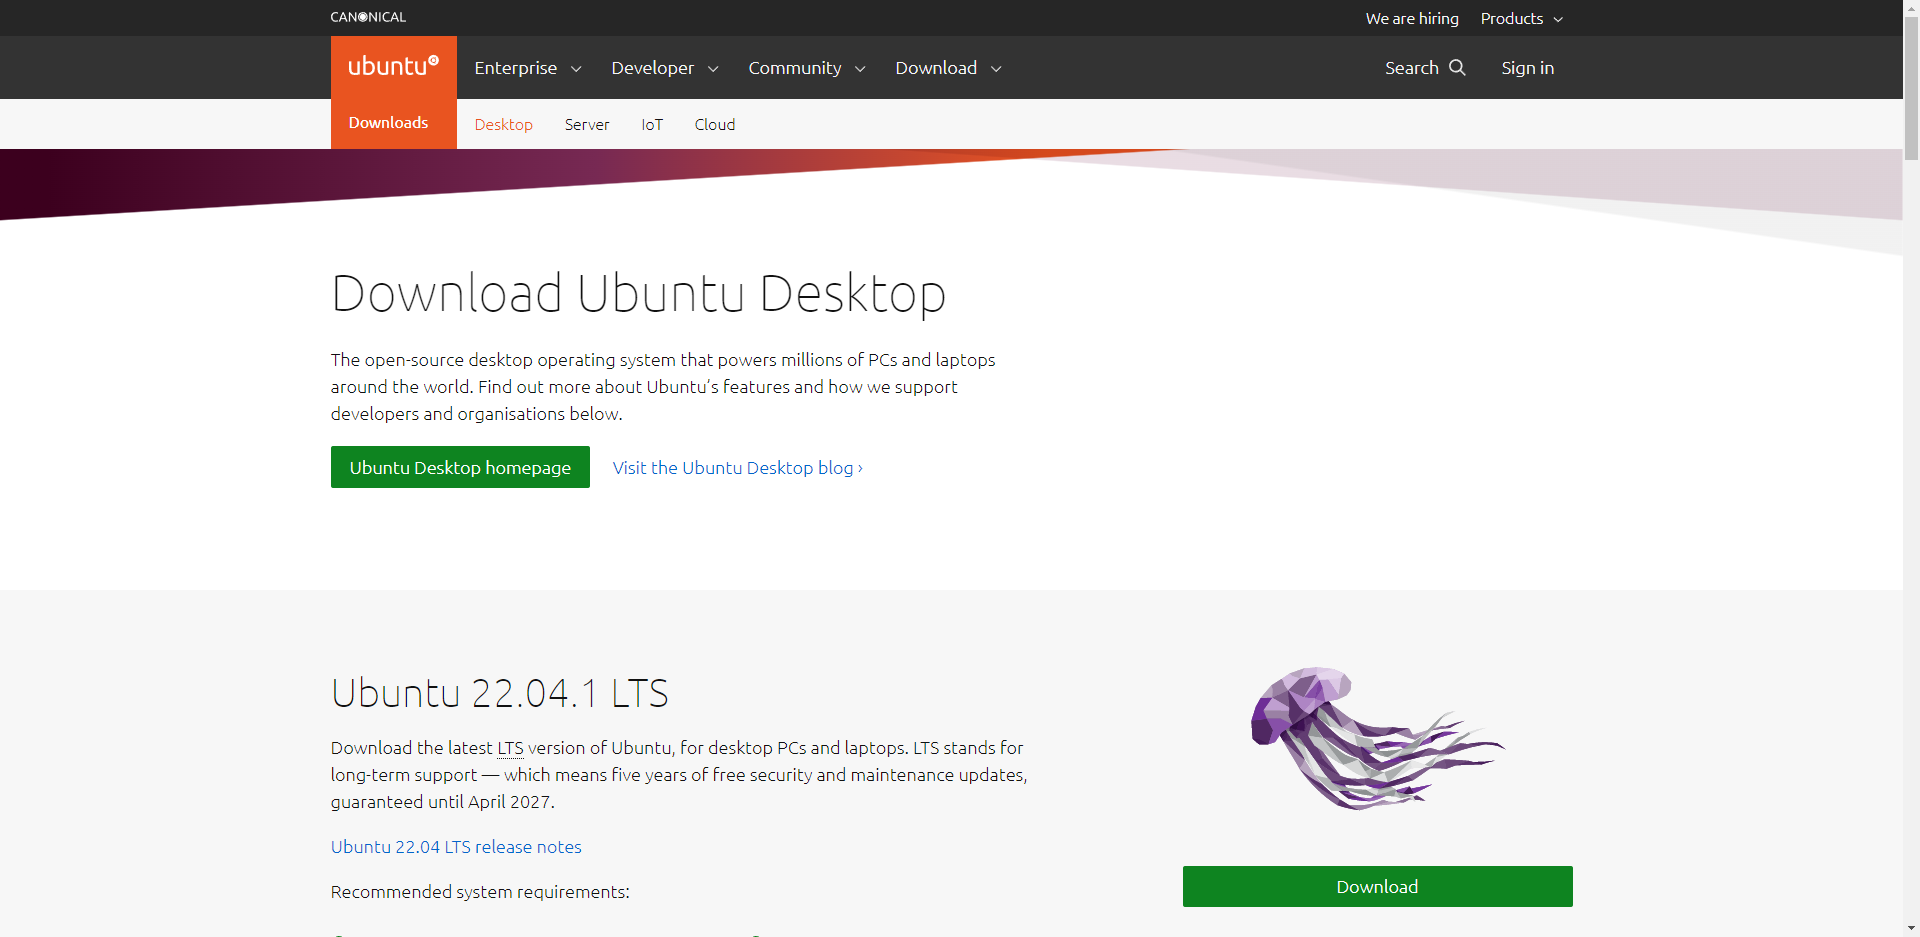 CANONICAL
We are hiring Products
ubuntu
Enterprise Developer Community Download
Search Sign in
Downloads
Desktop Server IoT Cloud
Download Ubuntu Desktop
The open-source desktop operating system that powers millions of PCs and laptops
around the world. Find out more about Ubuntu’s features and how we support
developers and organisations below.
Ubuntu Desktop homepage Visit the Ubuntu Desktop blog ›
Ubuntu 22.04.1 LTS
Download the latest LTS version of Ubuntu, for desktop PCs and laptops. LTS stands for
long-term support — which means five years of free security and maintenance updates,
guaranteed until April 2027.
Ubuntu 22.04 LTS release notes
Recommended system requirements:
Download